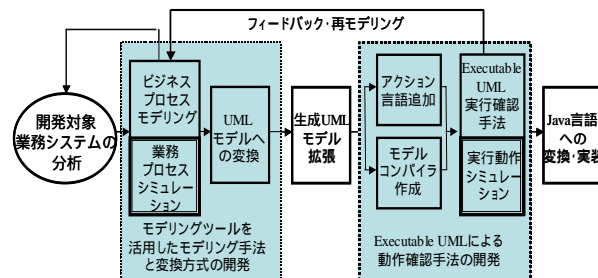 フィードバック・再モデリング
開発対象
業務システムの
分析
ビジネス
プロセス
モデリング
業務
プロセス
シミュレー
ション
UML
モデルへの
変換
モデリングツールを
活用したモデリング手法
と変換方式の開発
生成UML
モデル
拡張
アクション
言語追加
モデル
コンパイラ
作成
Executable
UML
実行確認
手法
実行動作
シミュレー
ション
Executable UMLによる
動作確認手法の開発
Java言語
への
変換・実装